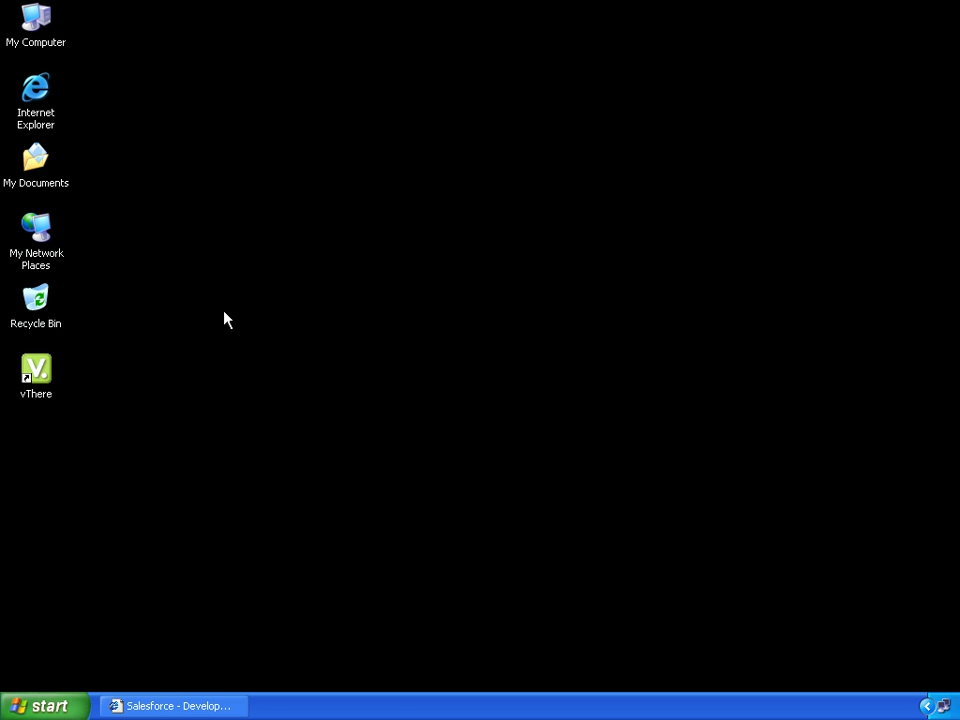 My Computer
Internet
Explorer
My Documents
My Network
Places
Recycle Bin
V.
vThere
start
Salesforce - Develop...